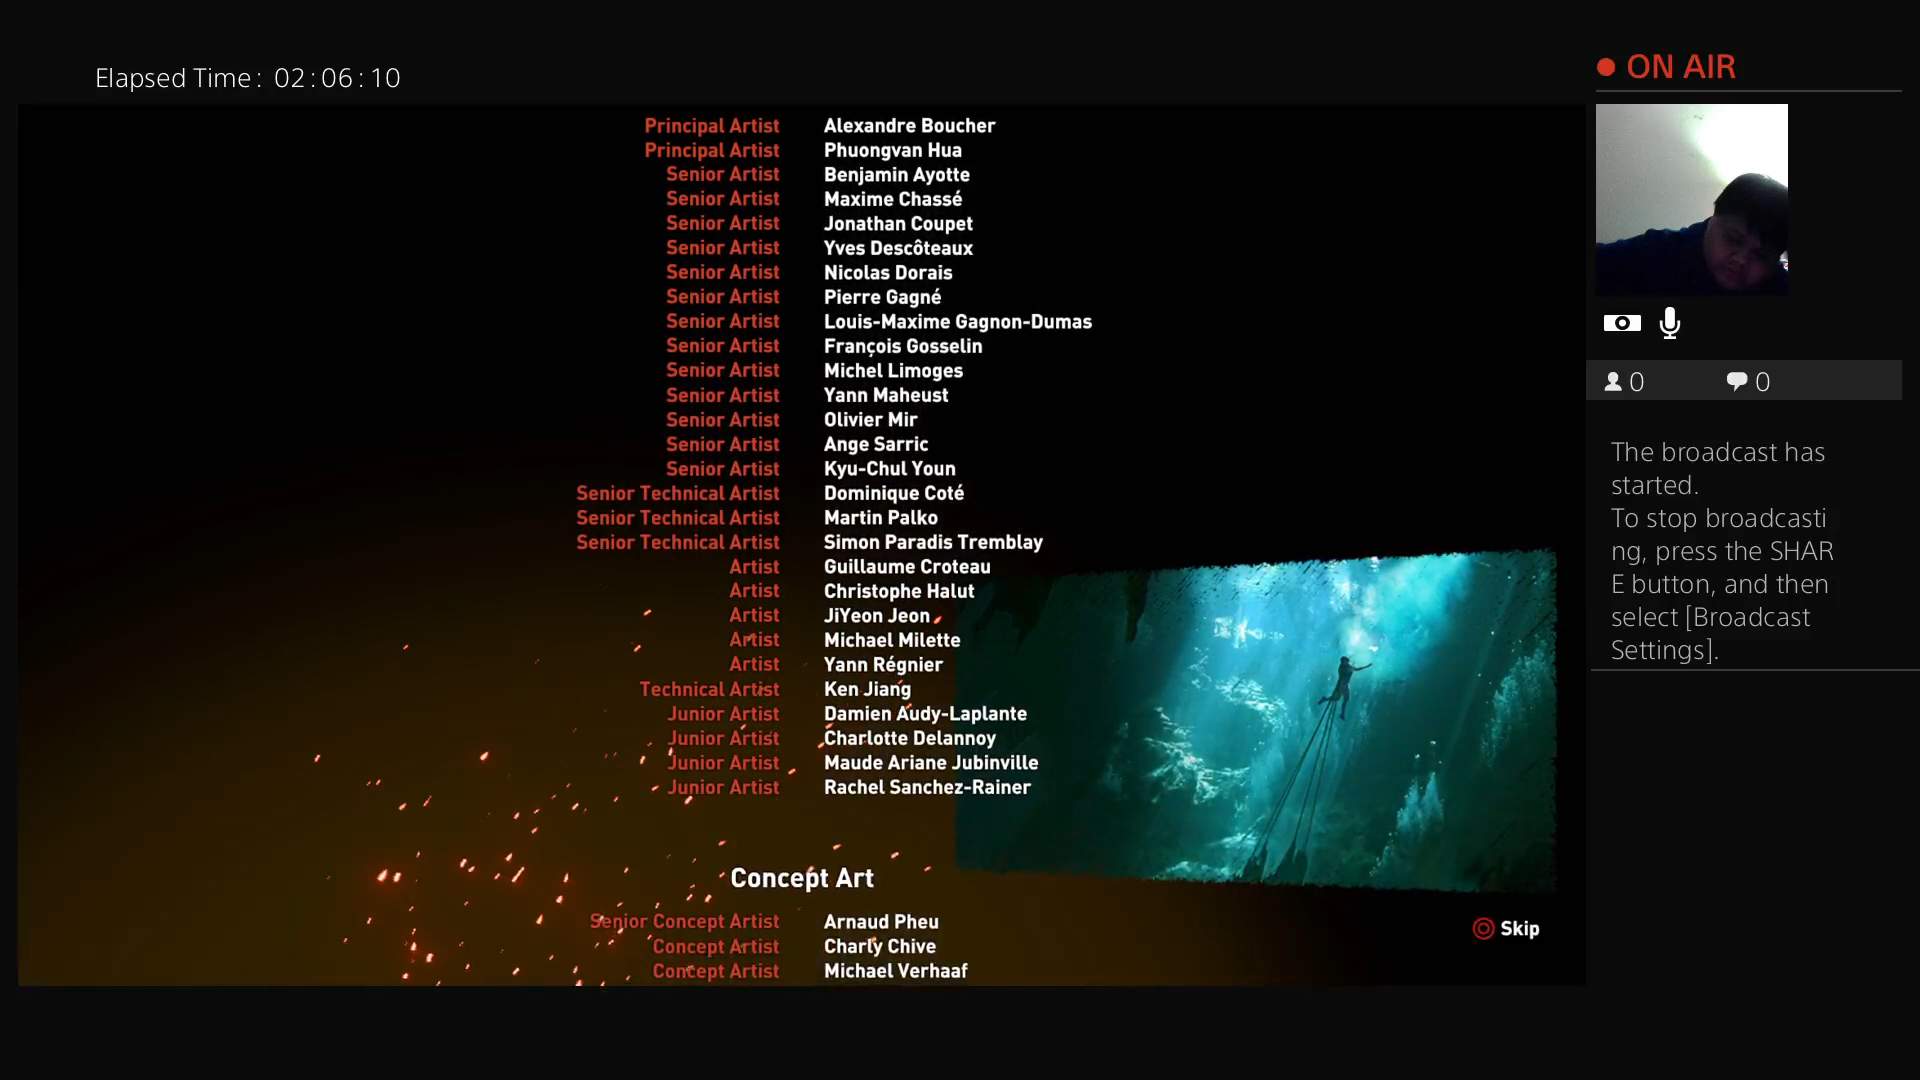 Elapsed Time: 02:06:10
ON AIR
Principal Artist Alexandre Boucher
Principal Artist Phuongvan Hua
Senior Artist Benjamin Ayotte
Senior Artist Maxime Chassé
Senior Artist Jonathan Coupet
Senior Artist Yves Descôteaux
Senior Artist Nicolas Dorais
Senior Artist Pierre Gagné
Senior Artist Louis-Maxime Gagnon-Dumas
Senior Artist François Gosselin
Senior Artist Michel Limoges
Senior Artist Yann Maheust
Senior Artist Olivier Mir
Senior Artist Ange Sarric
Senior Artist Kyu-Chul Youn
Senior Technical Artist Dominique Coté
Senior Technical Artist Martin Palko
Senior Technical Artist Simon Paradis Tremblay
Artist Guillaume Croteau
Artist Christophe Halut
Artist JiYeon Jeon
Artist Michael Milette
Artist Yann Régnier
Technical Artist Ken Jiang
Junior Artist Damien Audy-Laplante
Junior Artist Charlotte Delannoy
Junior Artist Maude Ariane Jubinville
Junior Artist Rachel Sanchez-Rainer
Concept Art
Senior Concept Artist Arnaud Pheu
Concept Artist Charly Chive
Concept Artist Michael Verhaaf
Skip
0 0
The broadcast has
started.
To stop broadcasti
ng, press the SHAR
E button, and then
select [Broadcast
Settings].